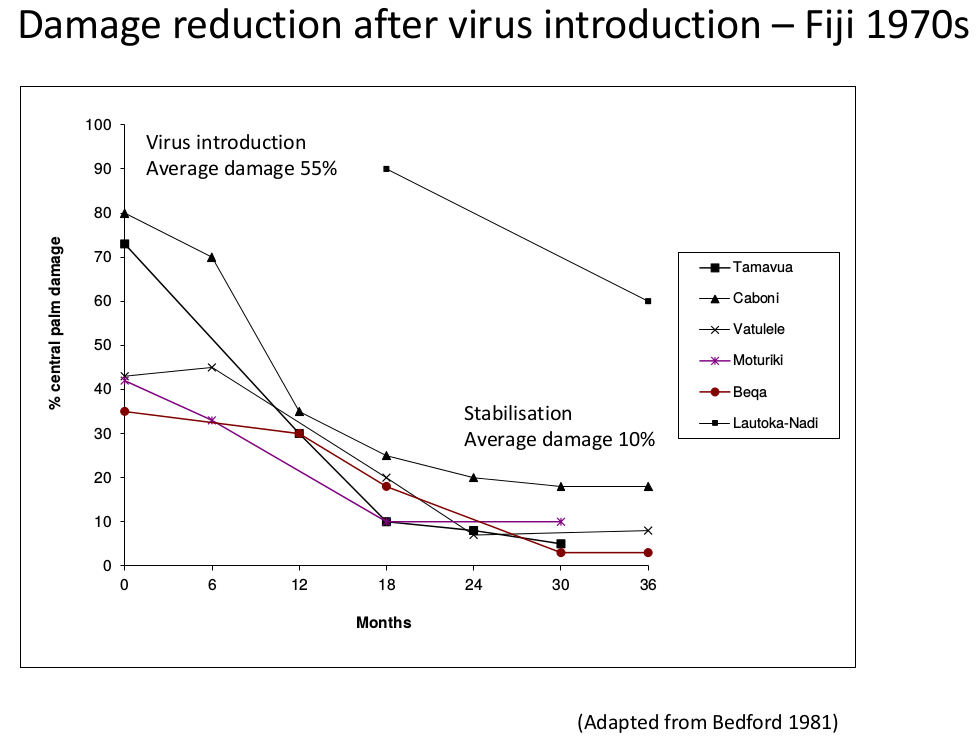 Damage reduction after virus introduction – Fiji 1970s
Virus introduction
Average damage 55%
Stabilisation
Average damage 10%
% central palm damage
100
90
80
70
60
50
40
30
20
10
0
0 6 12 18 24 30 36
Months
Tamavua
Caboni
Vatulele
Moturiki
Beqa
Lautoka-Nadi
(Adapted from Bedford 1981)